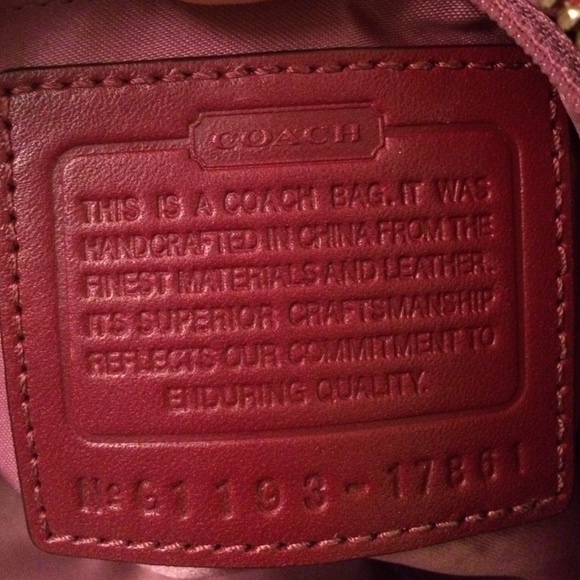 COACH
THIS IS A COACH BAG. IT WAS
HANDCRAFTED IN CHINA FROM THE
FINEST MATERIALS AND LEATHER.
ITS SUPERIOR CRAFTSMANSHIP
REFLECTS OUR COMMITMENT TO
ENDURING QUALITY.
No G1193-17861